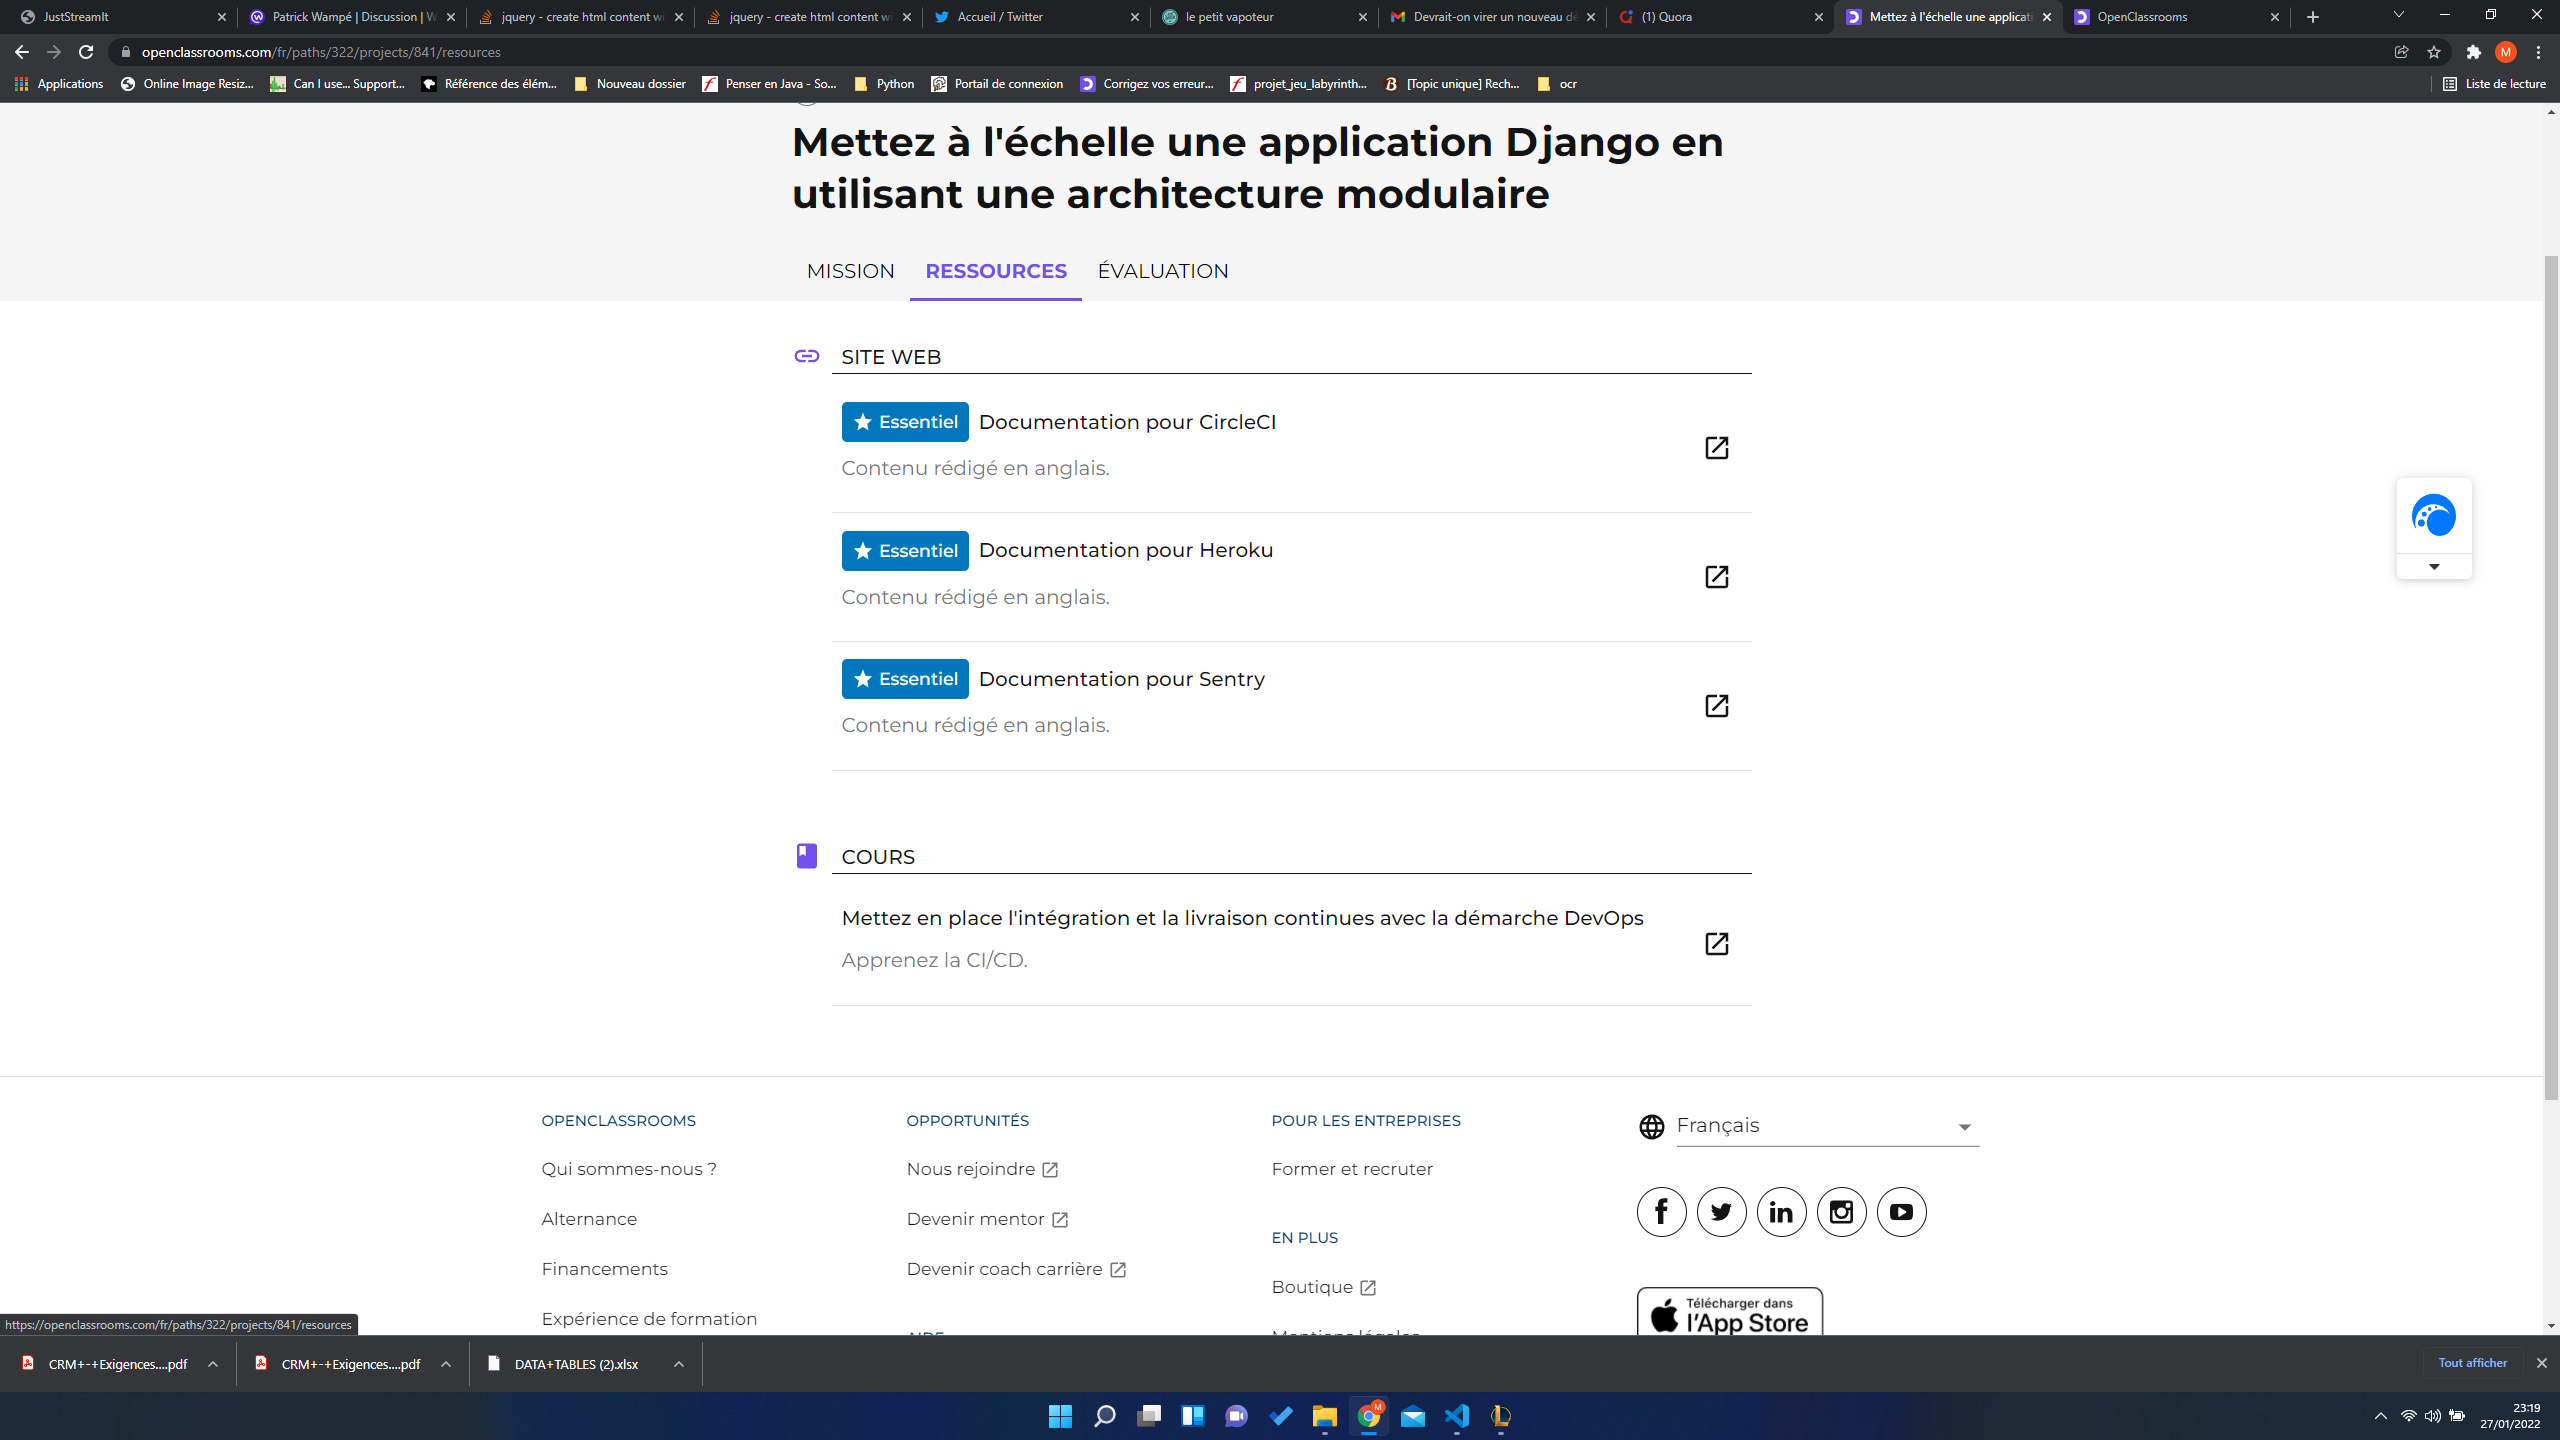 JustStreamIt
Patrick Wampé | Discussion | W
jquery - create html content wi
jquery - create html content wi
Accueil / Twitter
le petit vapoteur
Devrait-on virer un nouveau dé
(1) Quora
Mettez à l'échelle une applicati
OpenClassrooms
openclassrooms.com/fr/paths/322/projects/841/resources
M
Applications
Online Image Resiz...
Can I use... Support...
Référence des élém...
Nouveau dossier
Penser en Java - So...
Python
Portail de connexion
Corrigez vos erreur...
projet_jeu_labyrinth...
[Topic unique] Rech...
ocr
Liste de lecture
Mettez à l'échelle une application Django en
utilisant une architecture modulaire
MISSION
RESSOURCES
ÉVALUATION
SITE WEB
Essentiel Documentation pour CircleCI
Contenu rédigé en anglais.
Essentiel Documentation pour Heroku
Contenu rédigé en anglais.
Essentiel Documentation pour Sentry
Contenu rédigé en anglais.
COURS
Mettez en place l'intégration et la livraison continues avec la démarche DevOps
Apprenez la CI/CD.
OPENCLASSROOMS
Qui sommes-nous ?
Alternance
Financements
Expérience de formation
OPPORTUNITÉS
Nous rejoindre
Devenir mentor
Devenir coach carrière
AIDE
POUR LES ENTREPRISES
Former et recruter
EN PLUS
Boutique
Mentions légales
Français
Télécharger dans
l'App Store
https://openclassrooms.com/fr/paths/322/projects/841/resources
CRM+-+Exigences....pdf
CRM+-+Exigences....pdf
DATA+TABLES (2).xlsx
Tout afficher
M
23:19
27/01/2022